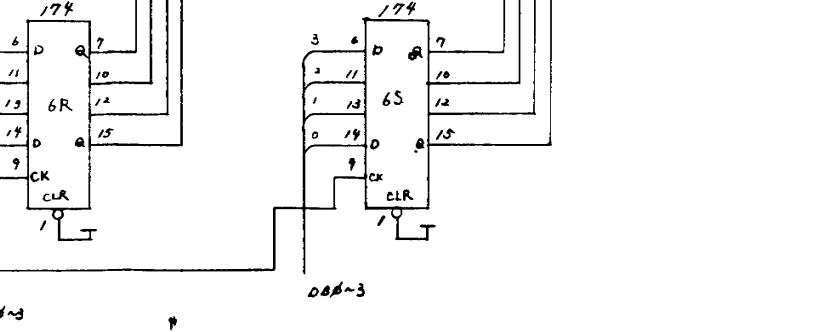 174
174
6 D Q 7
3 6 D Q 7
11 10
2 11 10
13 6R 12
1 13 6S 12
14 D Q 15
0 14 D Q 15
9 CK
9 CK
CLR
CLR
1
1
DBØ~3
Ø~3